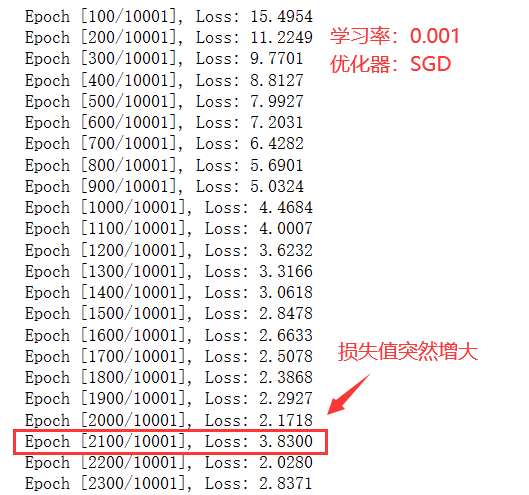 Epoch [100/10001], Loss: 15.4954
Epoch [200/10001], Loss: 11.2249
Epoch [300/10001], Loss: 9.7701
Epoch [400/10001], Loss: 8.8127
Epoch [500/10001], Loss: 7.9927
Epoch [600/10001], Loss: 7.2031
Epoch [700/10001], Loss: 6.4282
Epoch [800/10001], Loss: 5.6901
Epoch [900/10001], Loss: 5.0324
Epoch [1000/10001], Loss: 4.4684
Epoch [1100/10001], Loss: 4.0007
Epoch [1200/10001], Loss: 3.6232
Epoch [1300/10001], Loss: 3.3166
Epoch [1400/10001], Loss: 3.0618
Epoch [1500/10001], Loss: 2.8478
Epoch [1600/10001], Loss: 2.6633
Epoch [1700/10001], Loss: 2.5078
Epoch [1800/10001], Loss: 2.3868
Epoch [1900/10001], Loss: 2.2927
Epoch [2000/10001], Loss: 2.1718
Epoch [2100/10001], Loss: 3.8300
Epoch [2200/10001], Loss: 2.0280
Epoch [2300/10001], Loss: 2.8371
学习率：0.001
优化器：SGD
损失值突然增大